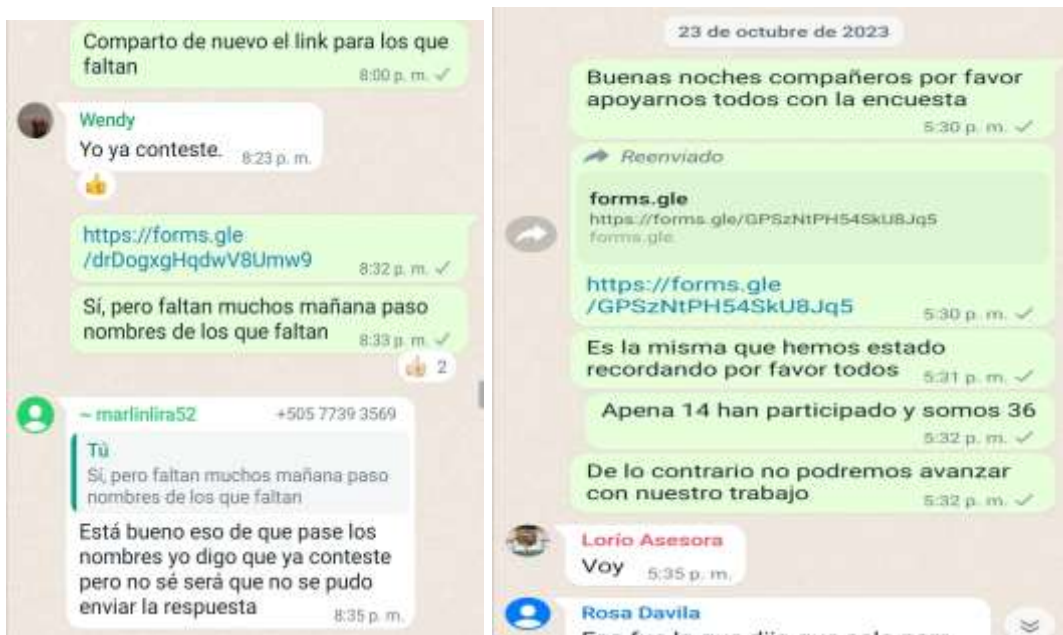 Comparto de nuevo el link para los que
faltan
8:00 p. m.
Wendy
Yo ya conteste.
8:23 p. m.
https://forms.gle
/drDogxgHqdwV8Umw9
8:32 p. m.
Sí, pero faltan muchos mañana paso
nombres de los que faltan
8:33 p. m.
2
~ marlinlira52 +505 7739 3569
Tú
Sí, pero faltan muchos mañana paso
nombres de los que faltan
Está bueno eso de que pase los
nombres yo digo que ya conteste
pero no sé será que no se pudo
enviar la respuesta
8:35 p. m.
23 de octubre de 2023
Buenas noches compañeros por favor
apoyarnos todos con la encuesta
5:30 p. m.
Reenviado
forms.gle
https://forms.gle/GPSzNtPH54SkU8Jq5
forms.gle
https://forms.gle
/GPSzNtPH54SkU8Jq5
5:30 p. m.
Es la misma que hemos estado
recordando por favor todos
5:31 p. m.
Apena 14 han participado y somos 36
5:32 p. m.
De lo contrario no podremos avanzar
con nuestro trabajo
5:32 p. m.
Lorío Asesora
Voy
5:35 p. m.
Rosa Davila